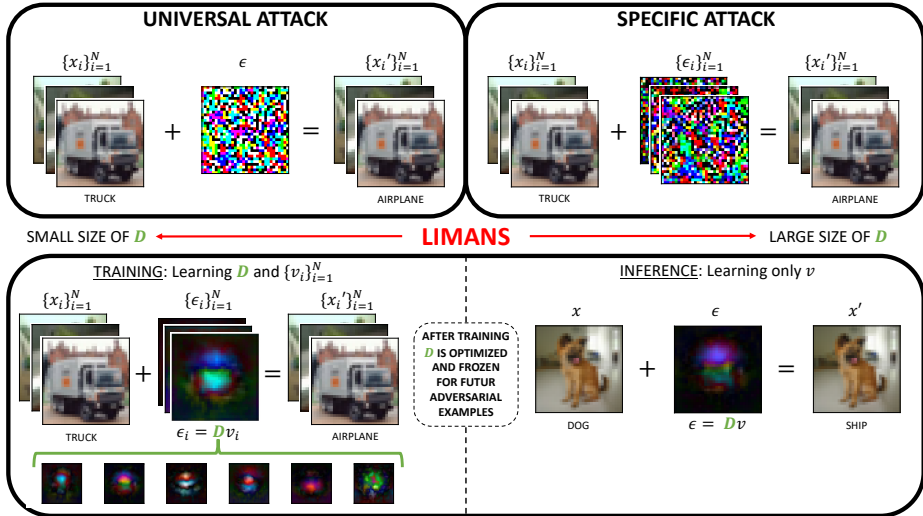 UNIVERSAL ATTACK
{x_i}_{i=1}^N
ϵ
{x_i'}_{i=1}^N
+
=
TRUCK
AIRPLANE
SPECIFIC ATTACK
{x_i}_{i=1}^N
{ϵ_i}_{i=1}^N
{x_i'}_{i=1}^N
+
=
TRUCK
AIRPLANE
SMALL SIZE OF D
LIMANS
LARGE SIZE OF D
TRAINING: Learning D and {v_i}_{i=1}^N
{x_i}_{i=1}^N
{ϵ_i}_{i=1}^N
{x_i'}_{i=1}^N
+
=
TRUCK
ϵ_i = Dv_i
AIRPLANE
AFTER TRAINING
D IS OPTIMIZED
AND FROZEN
FOR FUTUR
ADVERSARIAL
EXAMPLES
INFERENCE: Learning only v
x
ϵ
x'
+
=
DOG
ϵ = Dv
SHIP